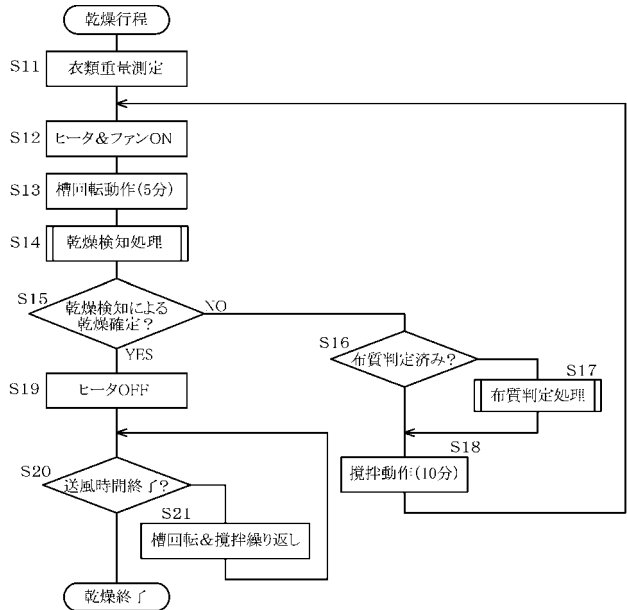 乾燥行程
S11
衣類重量測定
S12
ヒータ&ファンON
S13
槽回転動作(5分)
S14
乾燥検知処理
S15
乾燥検知による
乾燥確定?
NO
YES
S16
布質判定済み?
S17
布質判定処理
S18
撹拌動作(10分)
S19
ヒータOFF
S20
送風時間終了?
S21
槽回転&撹拌繰り返し
乾燥終了